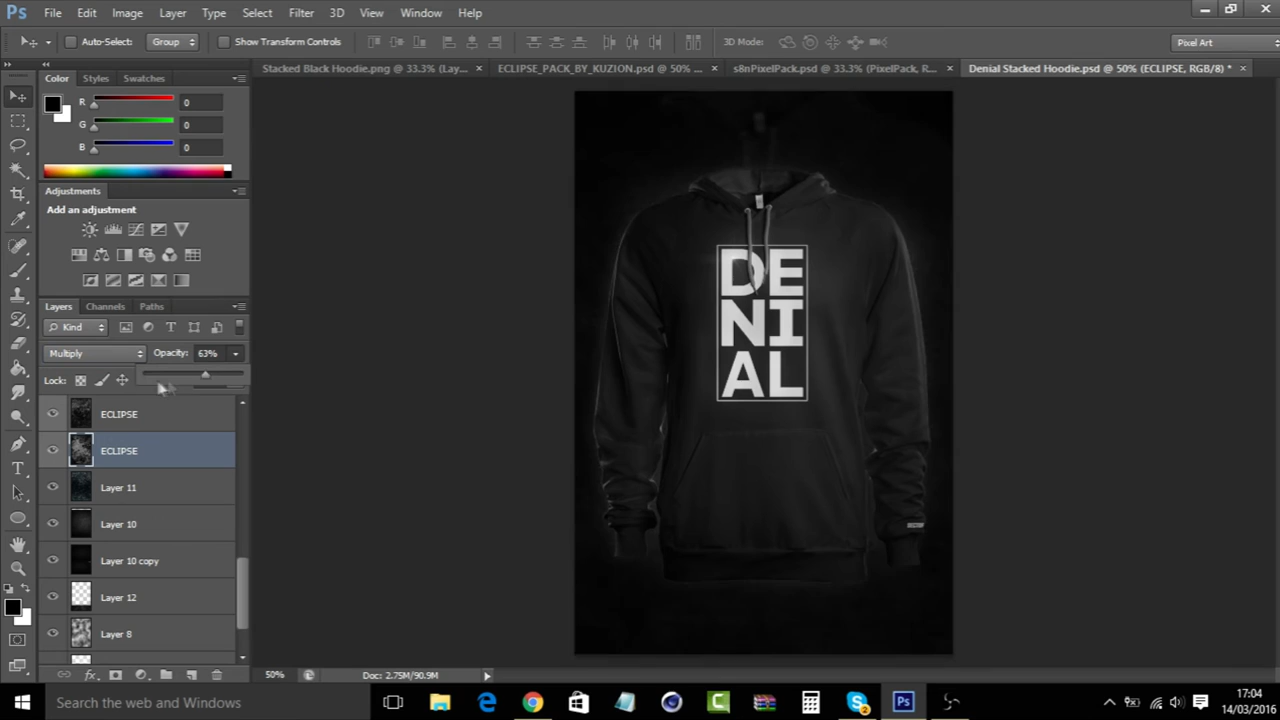 Ps File Edit Image Layer Type Select Filter 3D View Window Help
Auto-Select: Group Show Transform Controls 3D Mode: Pixel Art
Stacked Black Hoodie.png @ 33.3% (Lay... × ECLIPSE_PACK_BY_KUZION.psd @ 50% ... × s8nPixelPack.psd @ 33.3% (PixelPack, R... × Denial Stacked Hoodie.psd @ 50% (ECLIPSE, RGB/8) * ×
Color Styles Swatches
R 0
G 0
B 0
Adjustments
Add an adjustment
Layers Channels Paths
Kind
Multiply Opacity: 63%
Lock:
ECLIPSE
ECLIPSE
Layer 11
Layer 10
Layer 10 copy
Layer 12
Layer 8
DE
NI
AL
50% Doc: 2.75M/90.9M
Search the web and Windows
17:04
14/03/2016